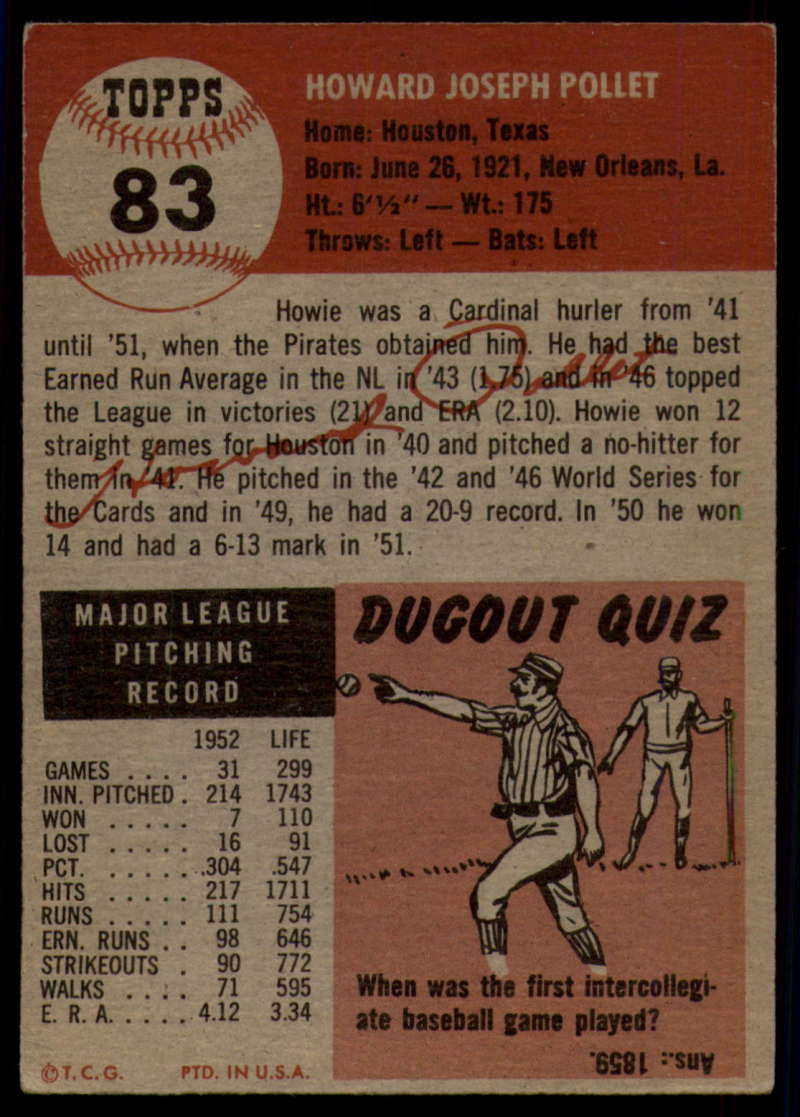 TOPPS
83
HOWARD JOSEPH POLLET
Home: Houston, Texas
Born: June 26, 1921, New Orleans, La.
Ht.: 6'½" — Wt.: 175
Throws: Left — Bats: Left
Howie was a Cardinal hurler from '41
until '51, when the Pirates obtained him. He had the best
Earned Run Average in the NL in '43 (1.75) and in '46 topped
the League in victories (21) and ERA (2.10). Howie won 12
straight games for Houston in '40 and pitched a no-hitter for
them in '41. He pitched in the '42 and '46 World Series for
the Cards and in '49, he had a 20-9 record. In '50 he won
14 and had a 6-13 mark in '51.
MAJOR LEAGUE
PITCHING
RECORD
1952 LIFE
GAMES .... 31 299
INN. PITCHED . 214 1743
WON ..... 7 110
LOST ..... 16 91
PCT. ...... .304 .547
HITS ..... 217 1711
RUNS ..... 111 754
ERN. RUNS .. 98 646
STRIKEOUTS . 90 772
WALKS .... 71 595
E. R. A. ..... 4.12 3.34
©T.C.G. PTD. IN U.S.A.
DUGOUT QUIZ
When was the first intercollegi-
ate baseball game played?
Ans.: 1859.